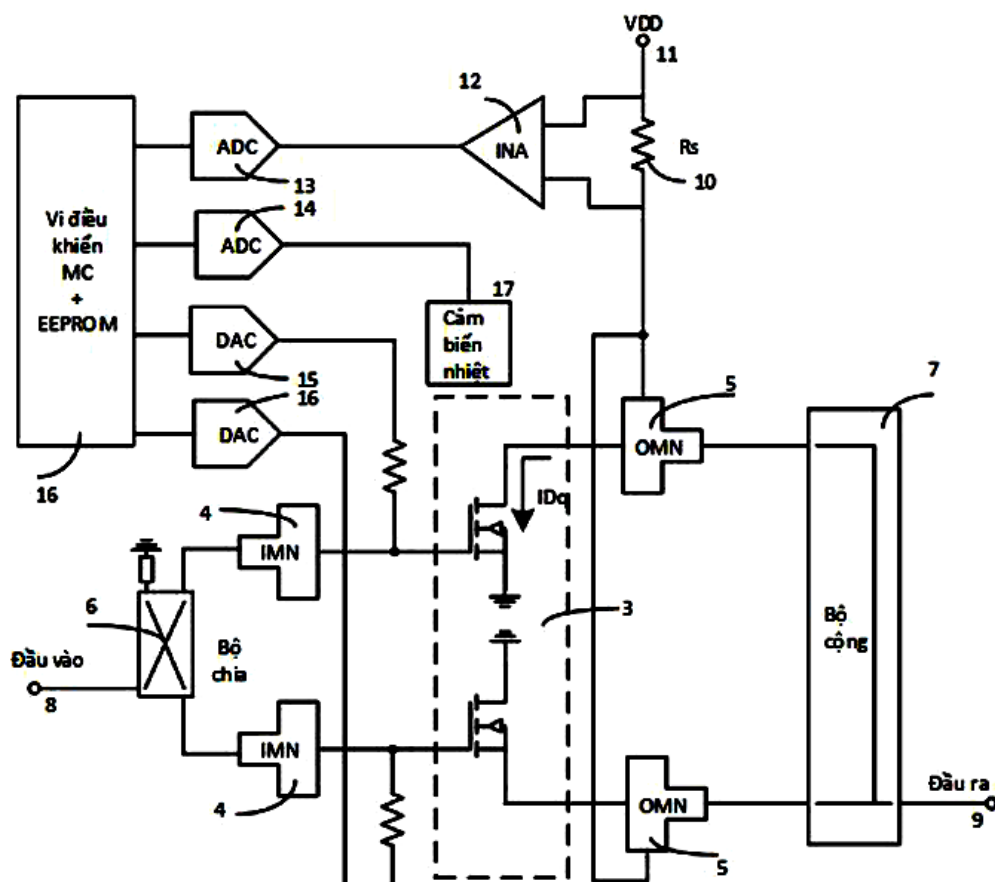 VDD
11
12
INA
Rs
10
ADC
13
14
ADC
Vi điều
khiển
MC
+
EEPROM
17
Cảm
biến
nhiệt
DAC
15
16
DAC
16
5
7
OMN
IDq
4
IMN
6
3
Bộ
chia
Bộ
cộng
Đầu vào
8
IMN
4
OMN
5
Đầu ra
9